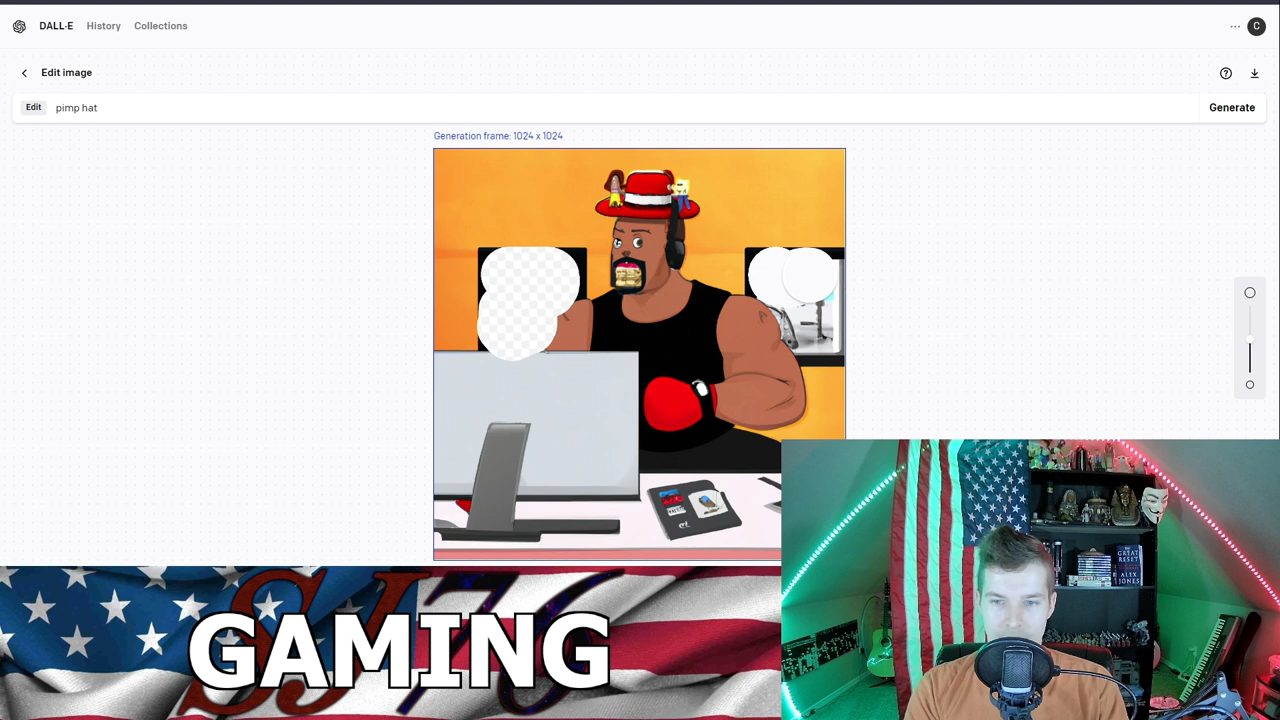 DALL·E History Collections
C
Edit image
Edit pimp hat Generate
Generation frame: 1024 x 1024
THE
GREAT
RESET
ALEX
JONES
SJ76
GAMING